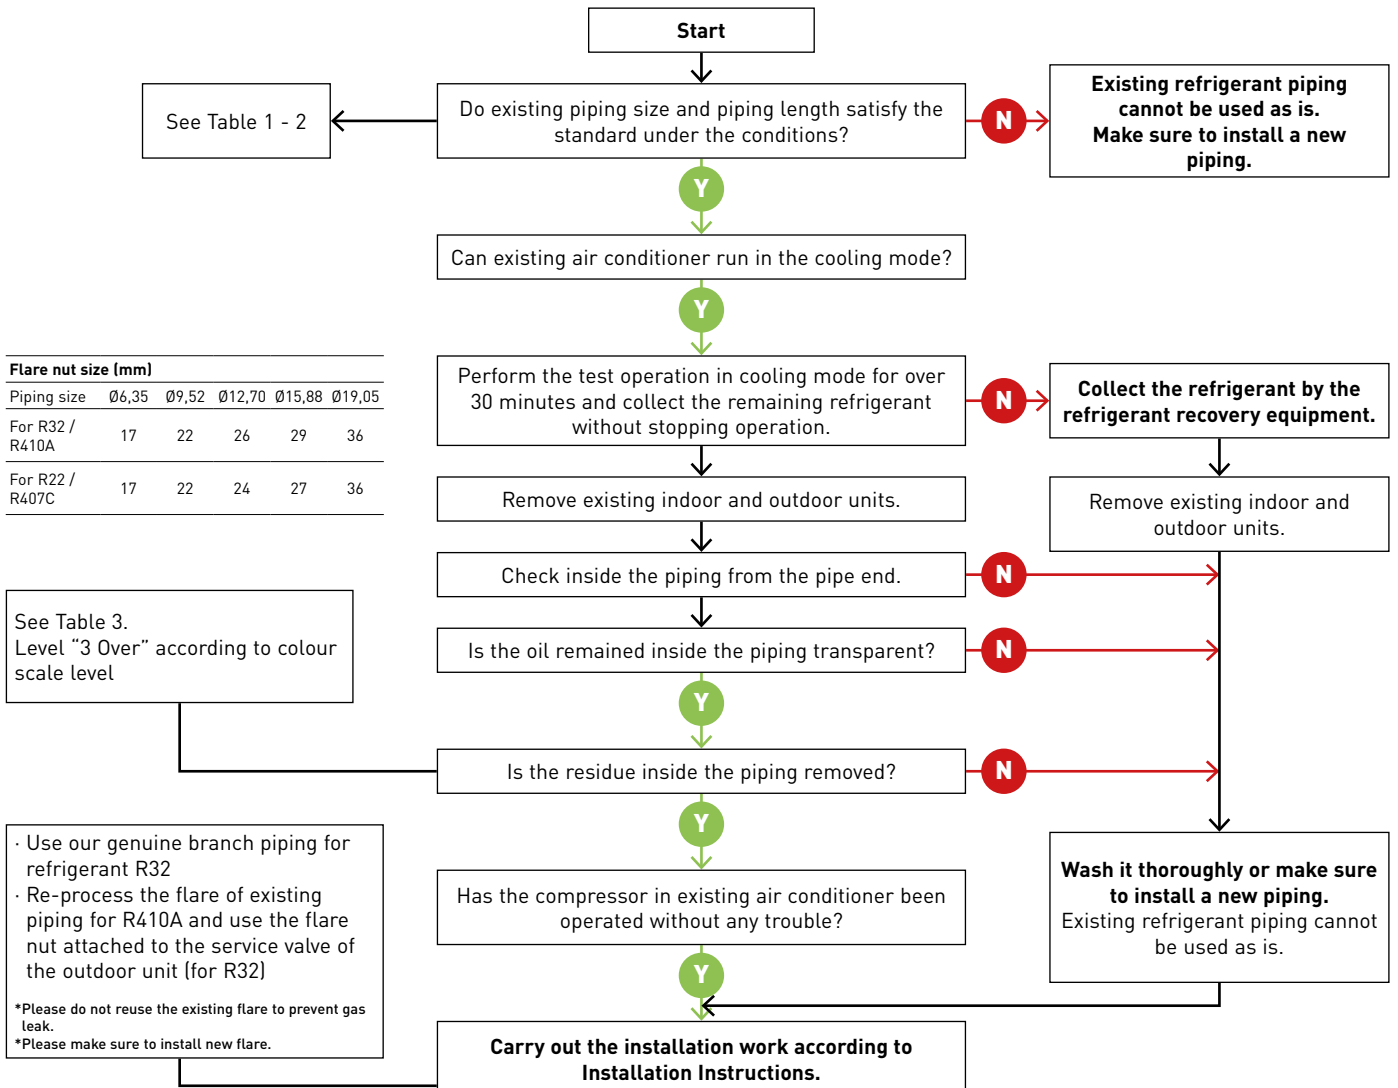 Start
See Table 1 - 2
Do existing piping size and piping length satisfy the
standard under the conditions?
N
Existing refrigerant piping
cannot be used as is.
Make sure to install a new
piping.
Y
Can existing air conditioner run in the cooling mode?
Y
Flare nut size (mm)
Piping size Ø6,35 Ø9,52 Ø12,70 Ø15,88 Ø19,05
For R32 /
R410A 17 22 26 29 36
For R22 /
R407C 17 22 24 27 36
Perform the test operation in cooling mode for over
30 minutes and collect the remaining refrigerant
without stopping operation.
N
Collect the refrigerant by the
refrigerant recovery equipment.
Remove existing indoor and outdoor units.
Remove existing indoor and
outdoor units.
Check inside the piping from the pipe end.
N
See Table 3.
Level “3 Over” according to colour
scale level
Is the oil remained inside the piping transparent?
N
Y
Is the residue inside the piping removed?
N
Y
· Use our genuine branch piping for
refrigerant R32
· Re-process the flare of existing
piping for R410A and use the flare
nut attached to the service valve of
the outdoor unit (for R32)
*Please do not reuse the existing flare to prevent gas
leak.
*Please make sure to install new flare.
Has the compressor in existing air conditioner been
operated without any trouble?
Wash it thoroughly or make sure
to install a new piping.
Existing refrigerant piping cannot
be used as is.
Y
Carry out the installation work according to
Installation Instructions.